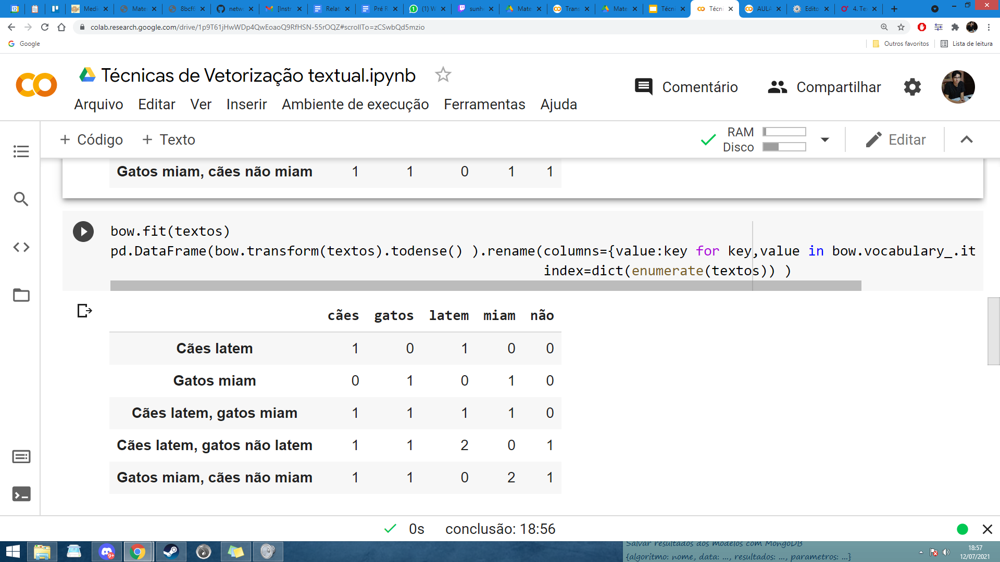 12
Medi
Mate
8bcf6
netw
[Instr
Relat
Pré R
(1) W
sunh
Mate
Trans
Mate
Técni
Técni
AULA
Edito
4. Te
colab.research.google.com/drive/1p9T61jHwWDp4QwEoaoQ9RfHSN-55rOQZ#scrollTo=zCSwbQd5mzio
Google
Outros favoritos
Lista de leitura
Técnicas de Vetorização textual.ipynb
Comentário
Compartilhar
Arquivo Editar Ver Inserir Ambiente de execução Ferramentas Ajuda
+ Código + Texto
RAM
Disco
Editar
Gatos miam, cães não miam 1 1 0 1 1
bow.fit(textos)
pd.DataFrame(bow.transform(textos).todense() ).rename(columns={value:key for key,value in bow.vocabulary_.it
index=dict(enumerate(textos)) )
cães gatos latem miam não
Cães latem 1 0 1 0 0
Gatos miam 0 1 0 1 0
Cães latem, gatos miam 1 1 1 1 0
Cães latem, gatos não latem 1 1 2 0 1
Gatos miam, cães não miam 1 1 0 2 1
0s conclusão: 18:56
9+
Salvar resultados dos modelos com MongoDB
{algoritmo: nome, data: ..., resultados: ..., parametros: ...}
18:57
12/07/2021